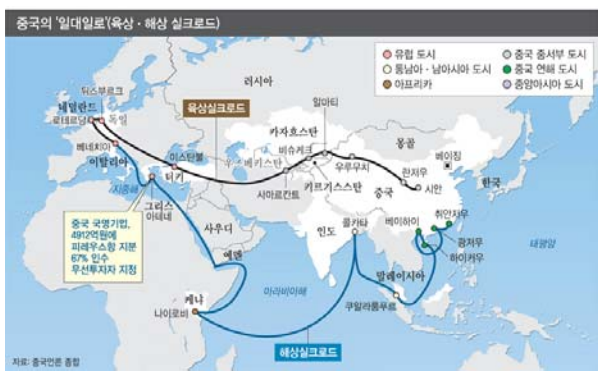 중국의 '일대일로'(육상·해상 실크로드)
유럽 도시
동남아·남아시아 도시
아프리카
중국 중서부 도시
중국 연해 도시
중앙아시아 도시
러시아
뒤스부르크
네덜란드
로테르담
독일
육상실크로드
알마티
카자흐스탄
몽골
베네치아
이탈리아
이스탄불
터키
우즈베키스탄
비슈케크
우루무치
베이징
란저우
시안
한국
지중해
그리스
아테네
사마르칸트
키르기스스탄
중국
중국 국영기업,
4912억원에
피레우스항 지분
67% 인수
우선투자자 지정
사우디
예멘
인도
콜카타
베이하이
취안저우
광저우
하이커우
태평양
아라비아해
말레이시아
쿠알라룸푸르
케냐
나이로비
해상실크로드
자료: 중국언론 종합